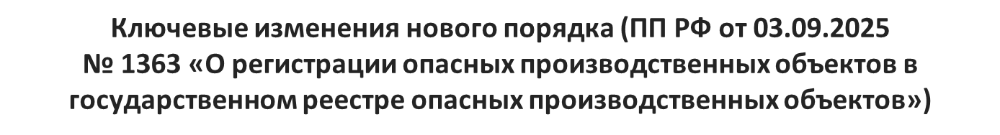 Ключевые изменения нового порядка (ПП РФ от 03.09.2025
№ 1363 «О регистрации опасных производственных объектов в
государственном реестре опасных производственных объектов»)